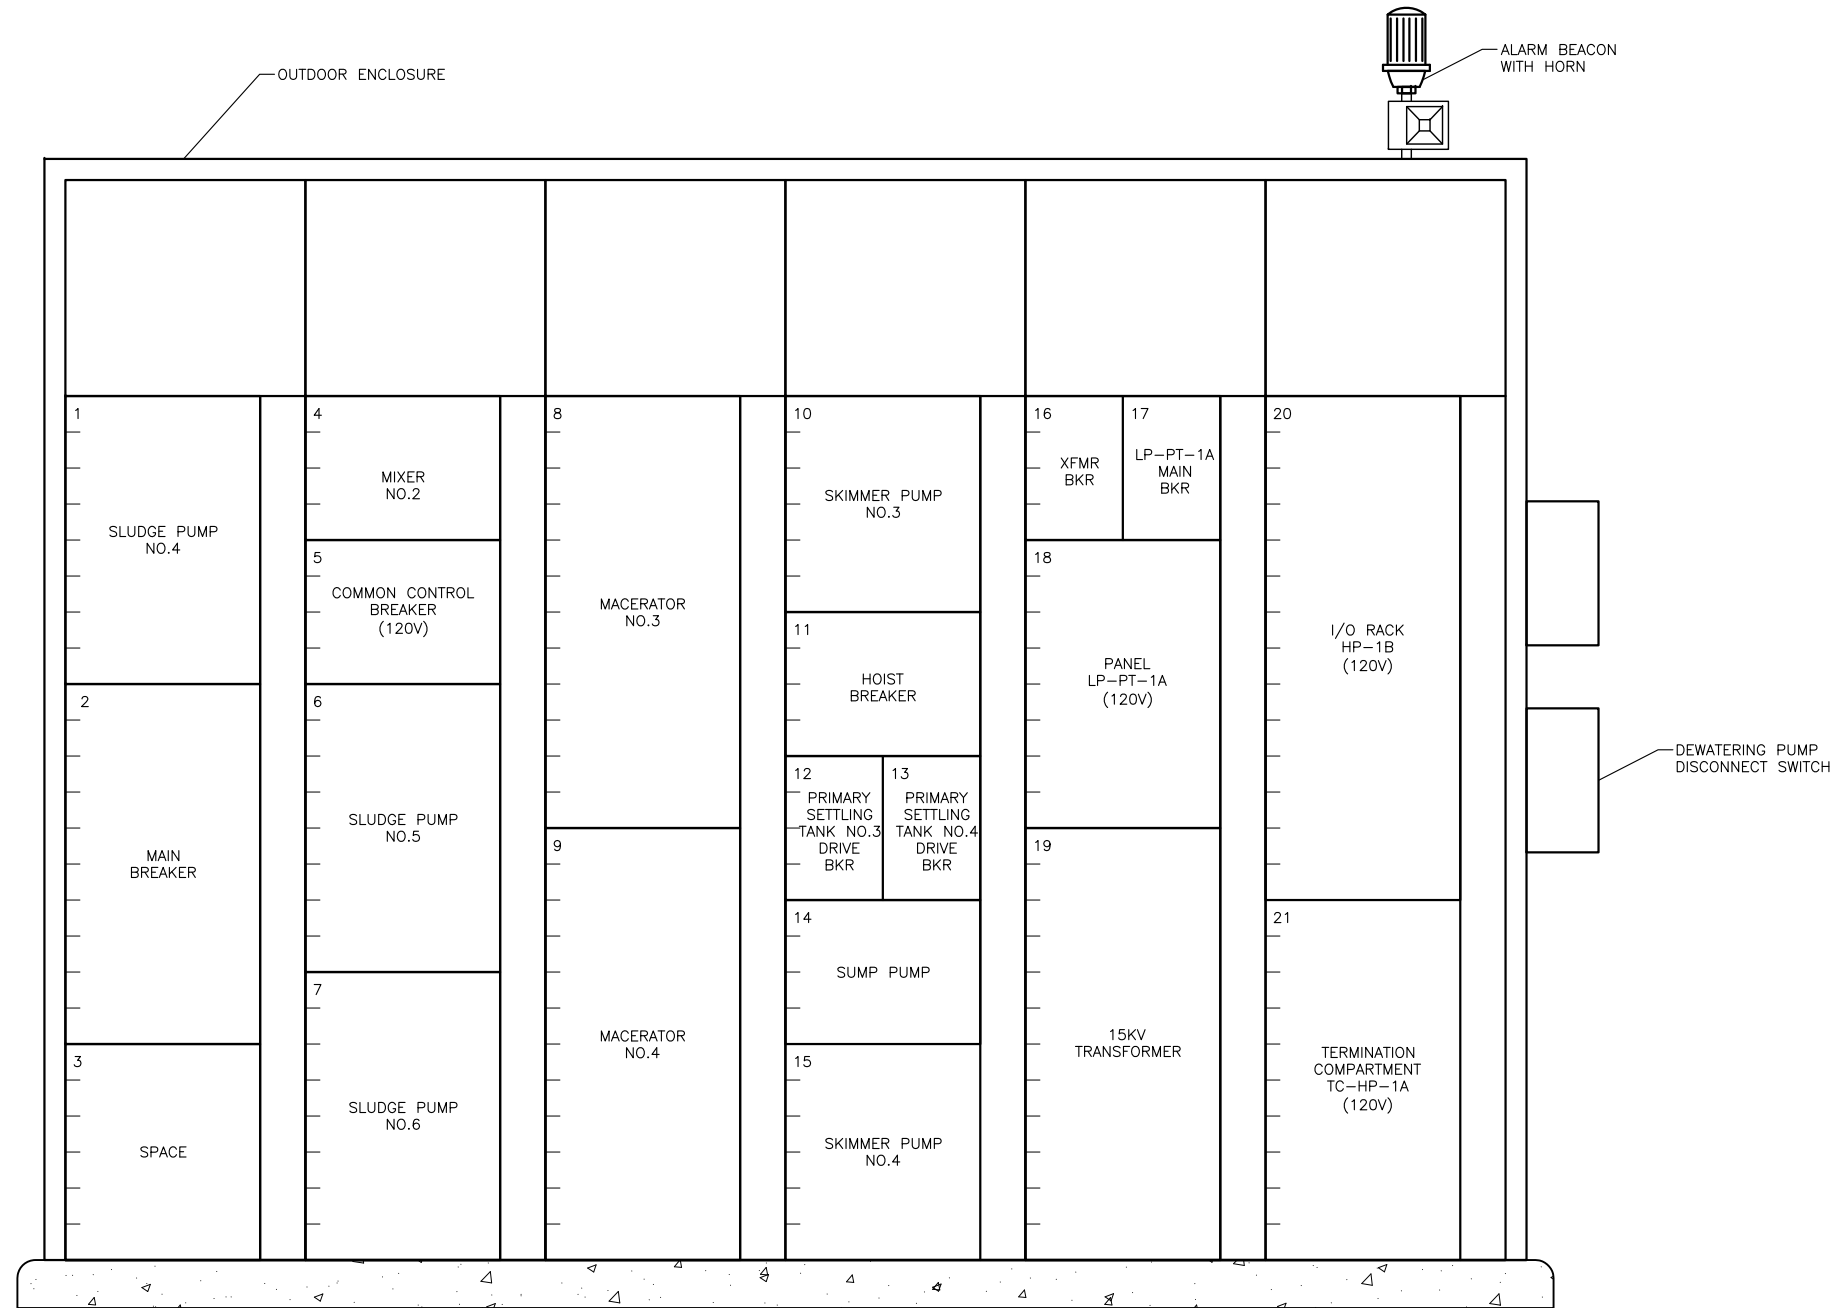 OUTDOOR ENCLOSURE
ALARM BEACON
WITH HORN
1
SLUDGE PUMP
NO.4
2
MAIN
BREAKER
3
SPACE
4
MIXER
NO.2
5
COMMON CONTROL
BREAKER
(120V)
6
SLUDGE PUMP
NO.5
7
SLUDGE PUMP
NO.6
8
MACERATOR
NO.3
9
MACERATOR
NO.4
10
SKIMMER PUMP
NO.3
11
HOIST
BREAKER
12
PRIMARY
SETTLING
TANK NO.3
DRIVE
BKR
13
PRIMARY
SETTLING
TANK NO.4
DRIVE
BKR
14
SUMP PUMP
15
SKIMMER PUMP
NO.4
16
XFMR
BKR
17
LP-PT-1A
MAIN
BKR
18
PANEL
LP-PT-1A
(120V)
19
15KV
TRANSFORMER
20
I/O RACK
HP-1B
(120V)
21
TERMINATION
COMPARTMENT
TC-HP-1A
(120V)
DEWATERING PUMP
DISCONNECT SWITCH